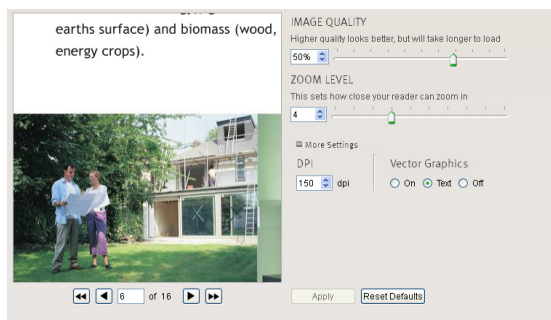 earths surface) and biomass (wood,
energy crops).
6 of 16
IMAGE QUALITY
Higher quality looks better, but will take longer to load
50%
ZOOM LEVEL
This sets how close your reader can zoom in
4
More Settings
DPI
150 dpi
Vector Graphics
On Text Off
Apply Reset Defaults